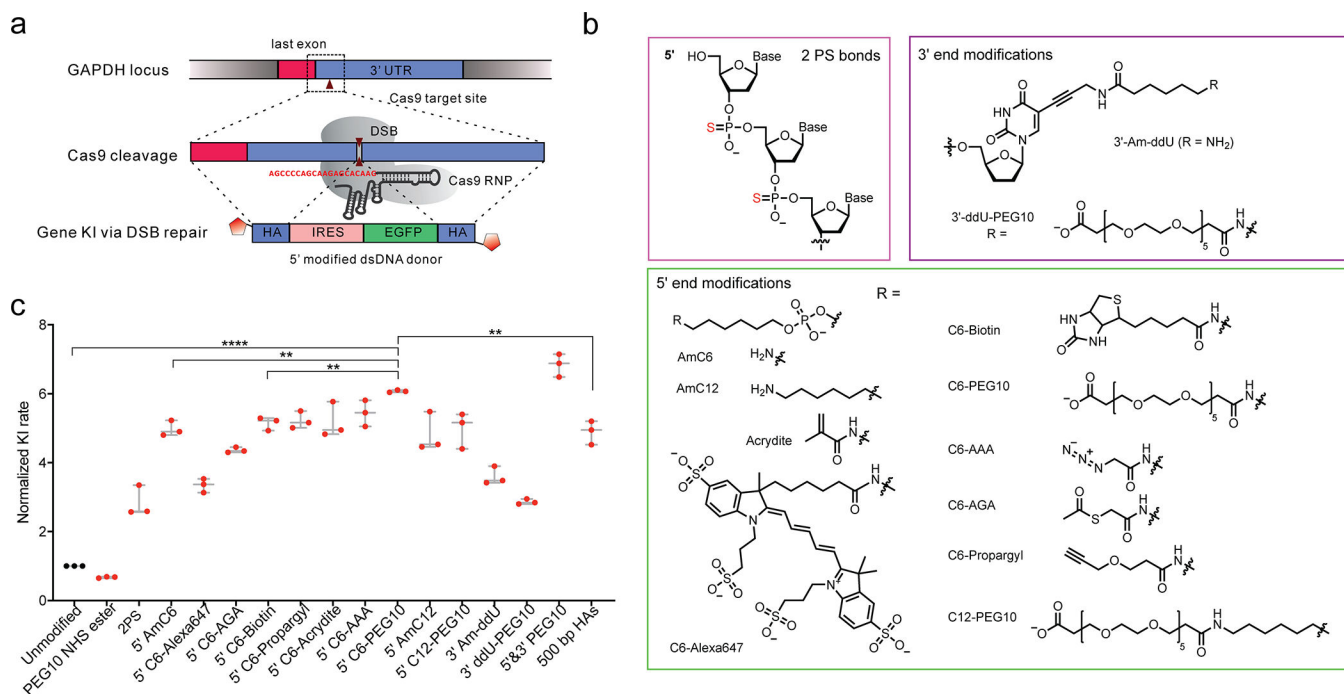 a
last exon
GAPDH locus
3' UTR
Cas9 target site
DSB
Cas9 cleavage
AGCCCCAGCAAGAGCACAAG
Cas9 RNP
Gene KI via DSB repair
HA IRES EGFP HA
5' modified dsDNA donor
b
5'
2 PS bonds
HO
Base
O
S=P-O
O−
O
Base
O
S=P-O
O−
O
Base
O
3' end modifications
O
N
H
R
O
HN
O N
O
O
3'-Am-ddU (R = NH2)
3'-ddU-PEG10
R =
O
−O
O
O
5
O
H
N
5' end modifications
R =
R
O
P
O
O
O−
AmC6
H2N
AmC12
H2N
Acrydite
H
N
O
C6-Alexa647
C6-Biotin
S
HN
NH
O
O
H
N
C6-PEG10
O
−O
O
O
5
O
H
N
C6-AAA
N− N+ N
O
H
N
C6-AGA
O
S
O
H
N
C6-Propargyl
O
O
H
N
C12-PEG10
O
−O
O
O
5
O
H
N
c
Normalized KI rate
8
6
4
2
0
****
**
**
**
Unmodified
PEG10 NHS ester
2PS
5' AmC6
5' C6-Alexa647
5' C6-AGA
5' C6-Biotin
5' C6-Propargyl
5' C6-Acrydite
5' C6-AAA
5' C6-PEG10
5' AmC12
5' C12-PEG10
3' Am-ddU
3' ddU-PEG10
5'&3' PEG10
500 bp HAs